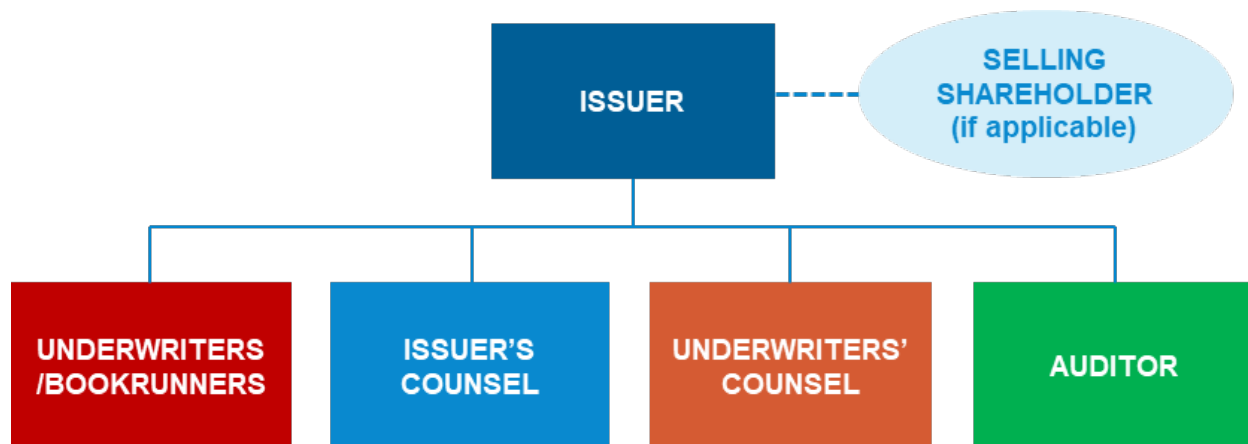 ISSUER
SELLING
SHAREHOLDER
(if applicable)
UNDERWRITERS
/BOOKRUNNERS
ISSUER’S
COUNSEL
UNDERWRITERS’
COUNSEL
AUDITOR